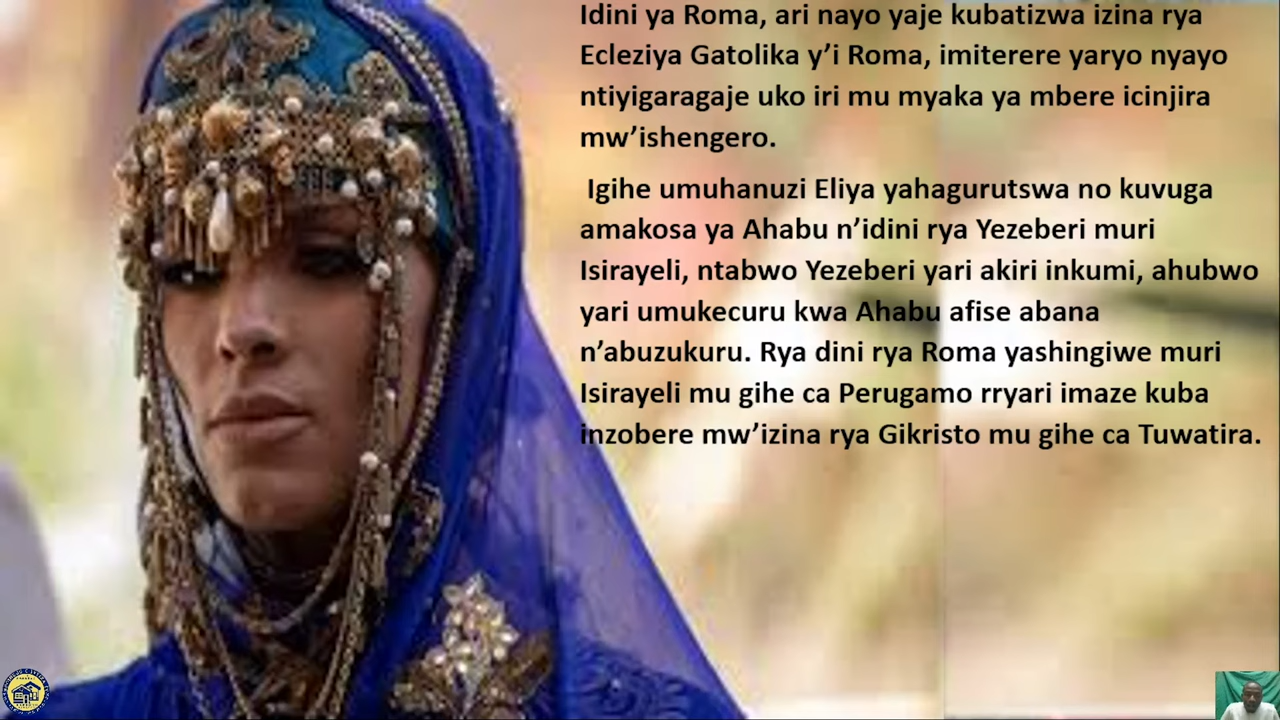 Idini ya Roma, ari nayo yaje kubatizwa izina rya
Ecleziya Gatolika y’i Roma, imiterere yaryo nyayo
ntiyigaragaje uko iri mu myaka ya mbere icinjira
mw’ishengero.
Igihe umuhanuzi Eliya yahagurutswa no kuvuga
amakosa ya Ahabu n’idini rya Yezeberi muri
Isirayeli, ntabwo Yezeberi yari akiri inkumi, ahubwo
yari umukecuru kwa Ahabu afise abana
n’abuzukuru. Rya dini rya Roma yashingiwe muri
Isirayeli mu gihe ca Perugamo rryari imaze kuba
inzobere mw’izina rya Gikristo mu gihe ca Tuwatira.